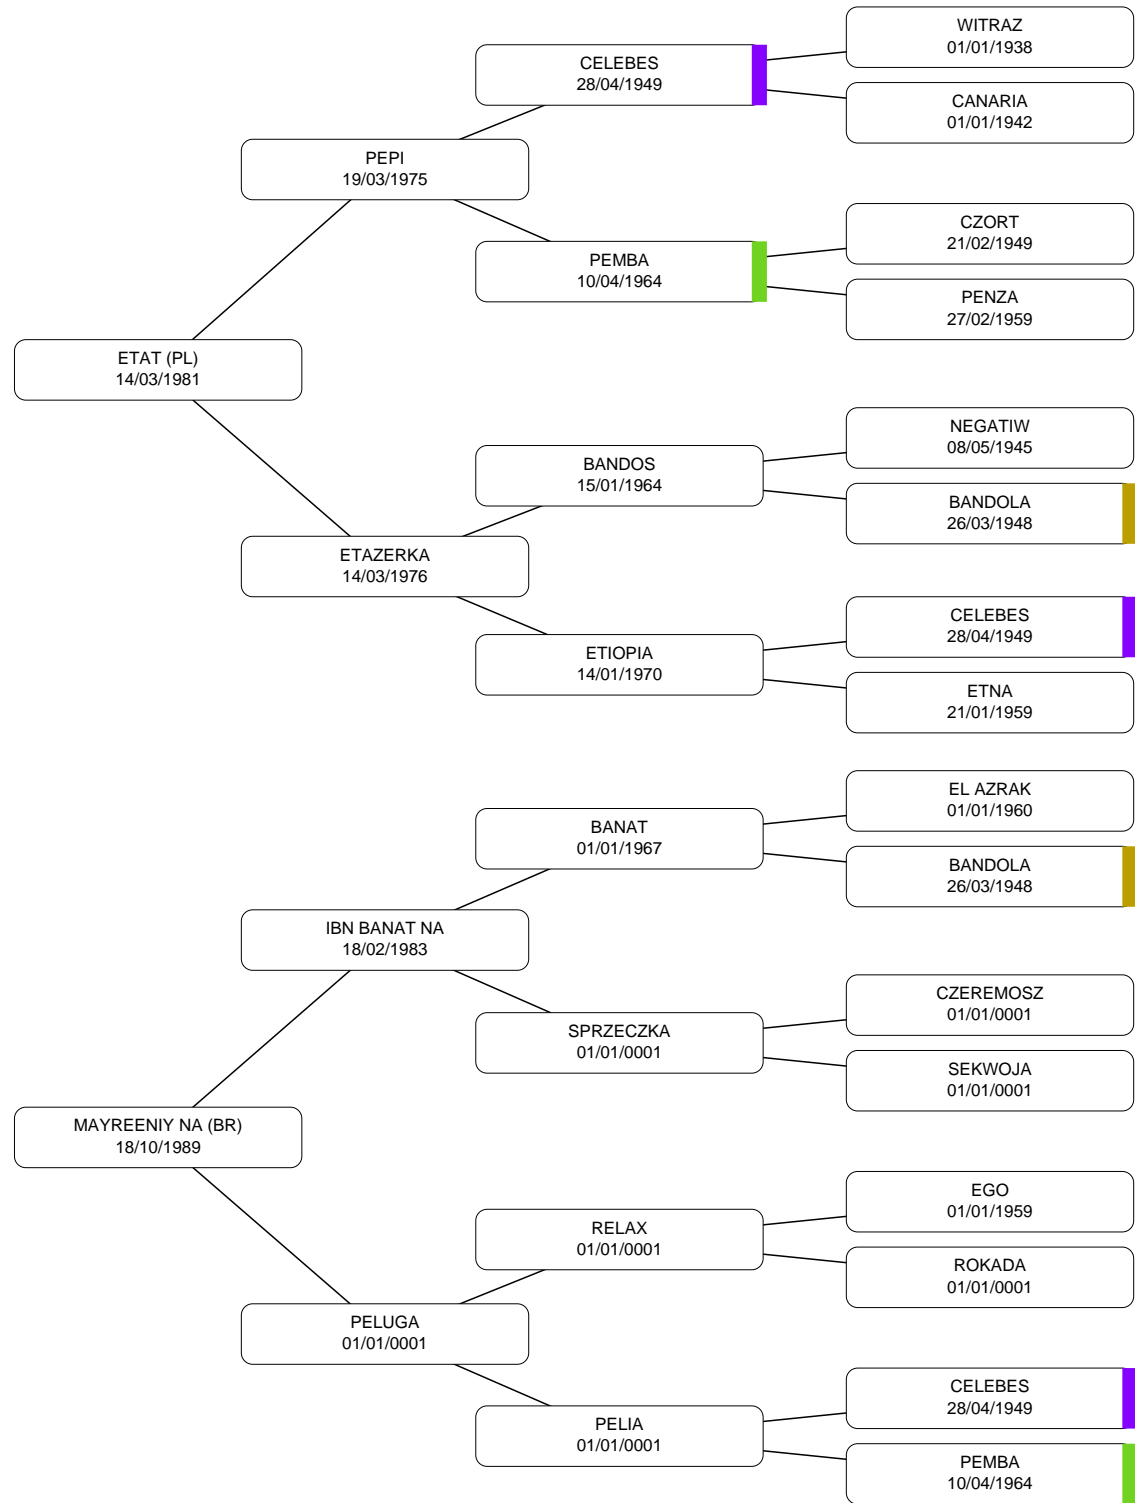 WITRAZ
01/01/1938
CELEBES
28/04/1949
CANARIA
01/01/1942
PEPI
19/03/1975
CZORT
21/02/1949
PEMBA
10/04/1964
PENZA
27/02/1959
ETAT (PL)
14/03/1981
NEGATIW
08/05/1945
BANDOS
15/01/1964
BANDOLA
26/03/1948
ETAZERKA
14/03/1976
CELEBES
28/04/1949
ETIOPIA
14/01/1970
ETNA
21/01/1959
EL AZRAK
01/01/1960
BANAT
01/01/1967
BANDOLA
26/03/1948
IBN BANAT NA
18/02/1983
CZEREMOSZ
01/01/0001
SPRZECZKA
01/01/0001
SEKWOJA
01/01/0001
MAYREENIY NA (BR)
18/10/1989
EGO
01/01/1959
RELAX
01/01/0001
ROKADA
01/01/0001
PELUGA
01/01/0001
CELEBES
28/04/1949
PELIA
01/01/0001
PEMBA
10/04/1964